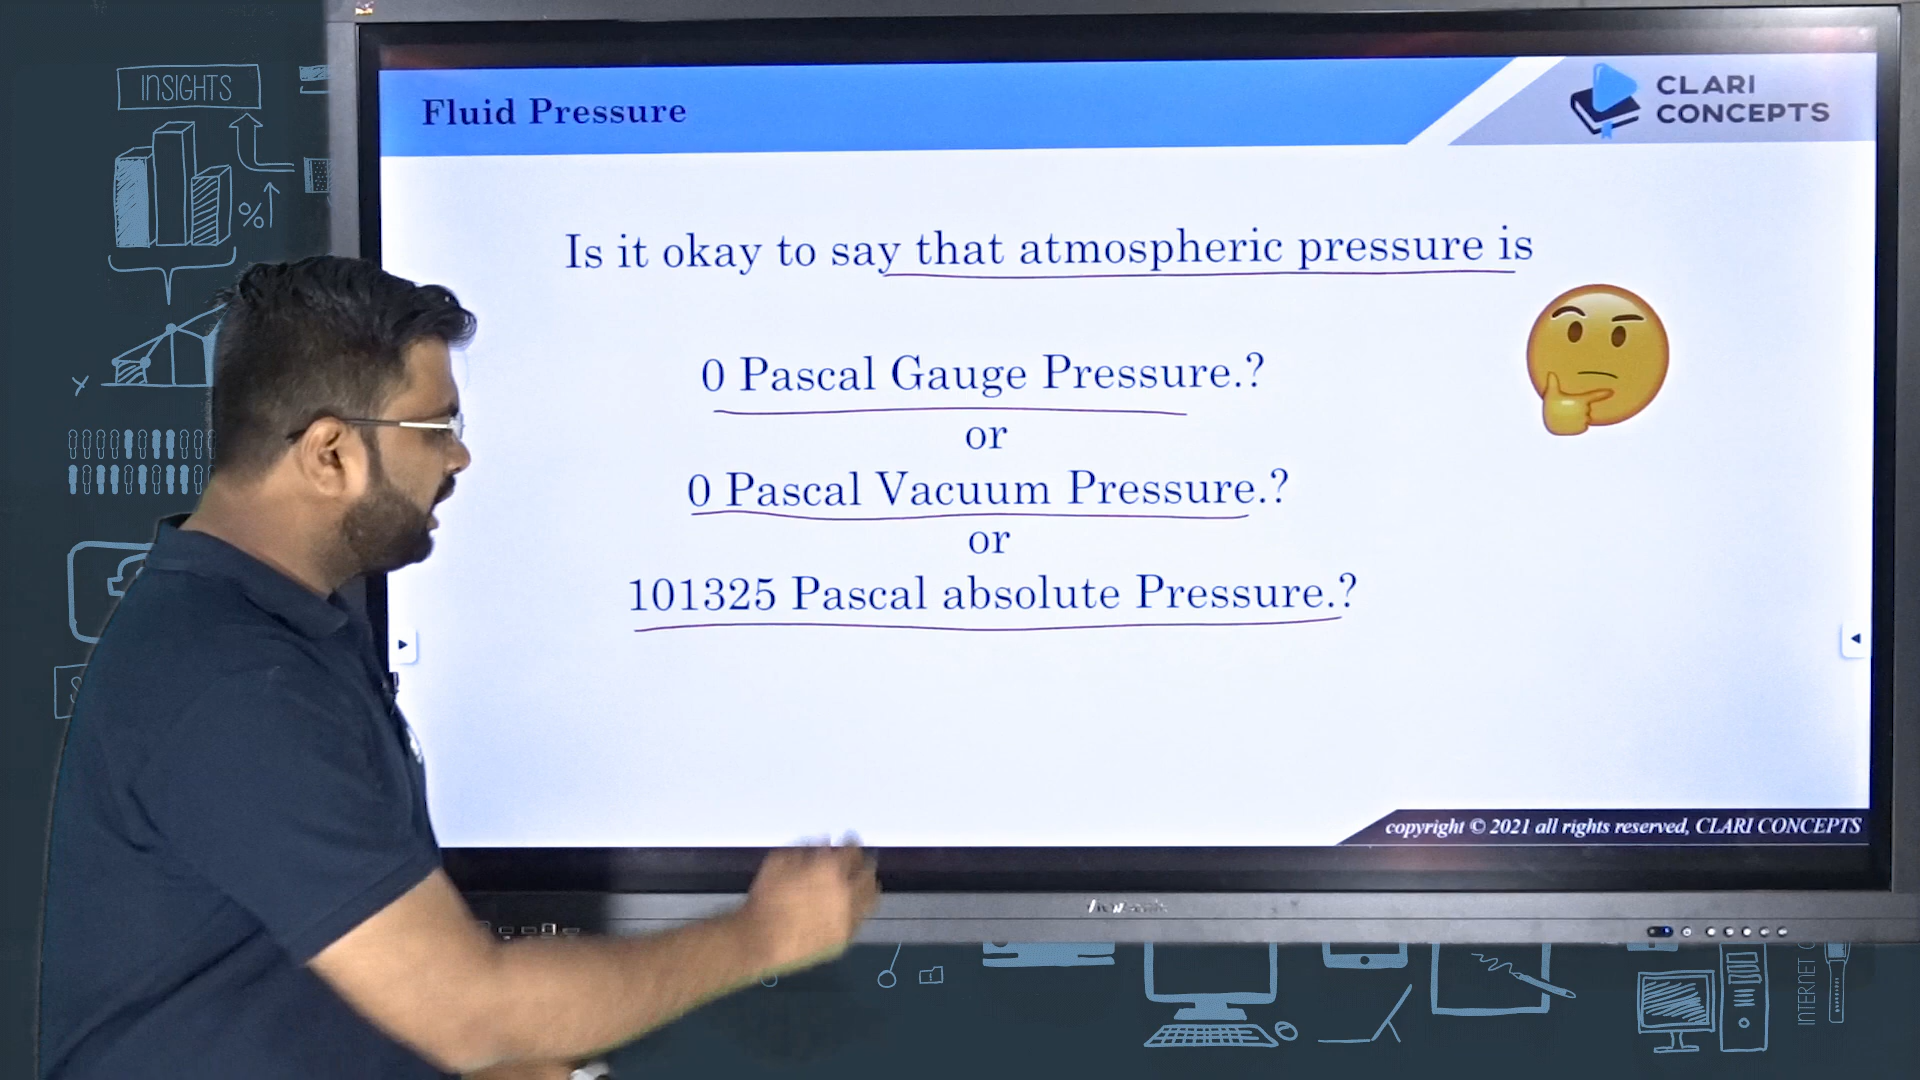 INSIGHTS
%
X
Fluid Pressure
CLARI
CONCEPTS
Is it okay to say that atmospheric pressure is
0 Pascal Gauge Pressure.?
or
0 Pascal Vacuum Pressure.?
or
101325 Pascal absolute Pressure.?
copyright © 2021 all rights reserved, CLARI CONCEPTS
ViewSonic
INTERNET